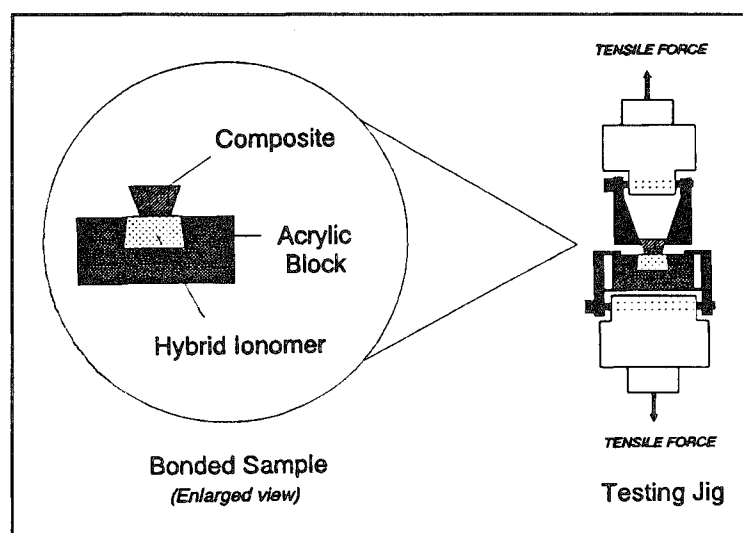 Composite
Acrylic
Block
Hybrid Ionomer
Bonded Sample
(Enlarged view)
TENSILE FORCE
TENSILE FORCE
Testing Jig